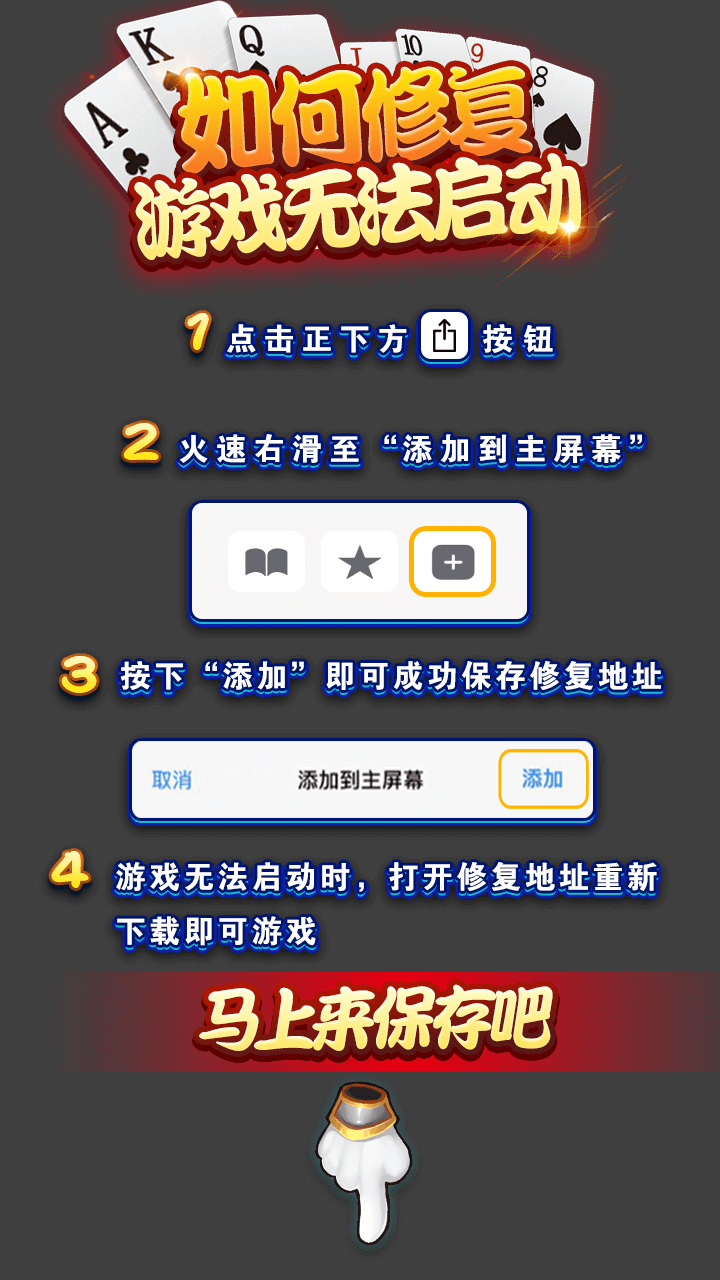 A K Q J 10 9 8
如何修复
游戏无法启动
1 点击正下方 按钮
2 火速右滑至“添加到主屏幕”
3 按下“添加”即可成功保存修复地址
取消 添加到主屏幕 添加
4 游戏无法启动时，打开修复地址重新
下载即可游戏
马上来保存吧